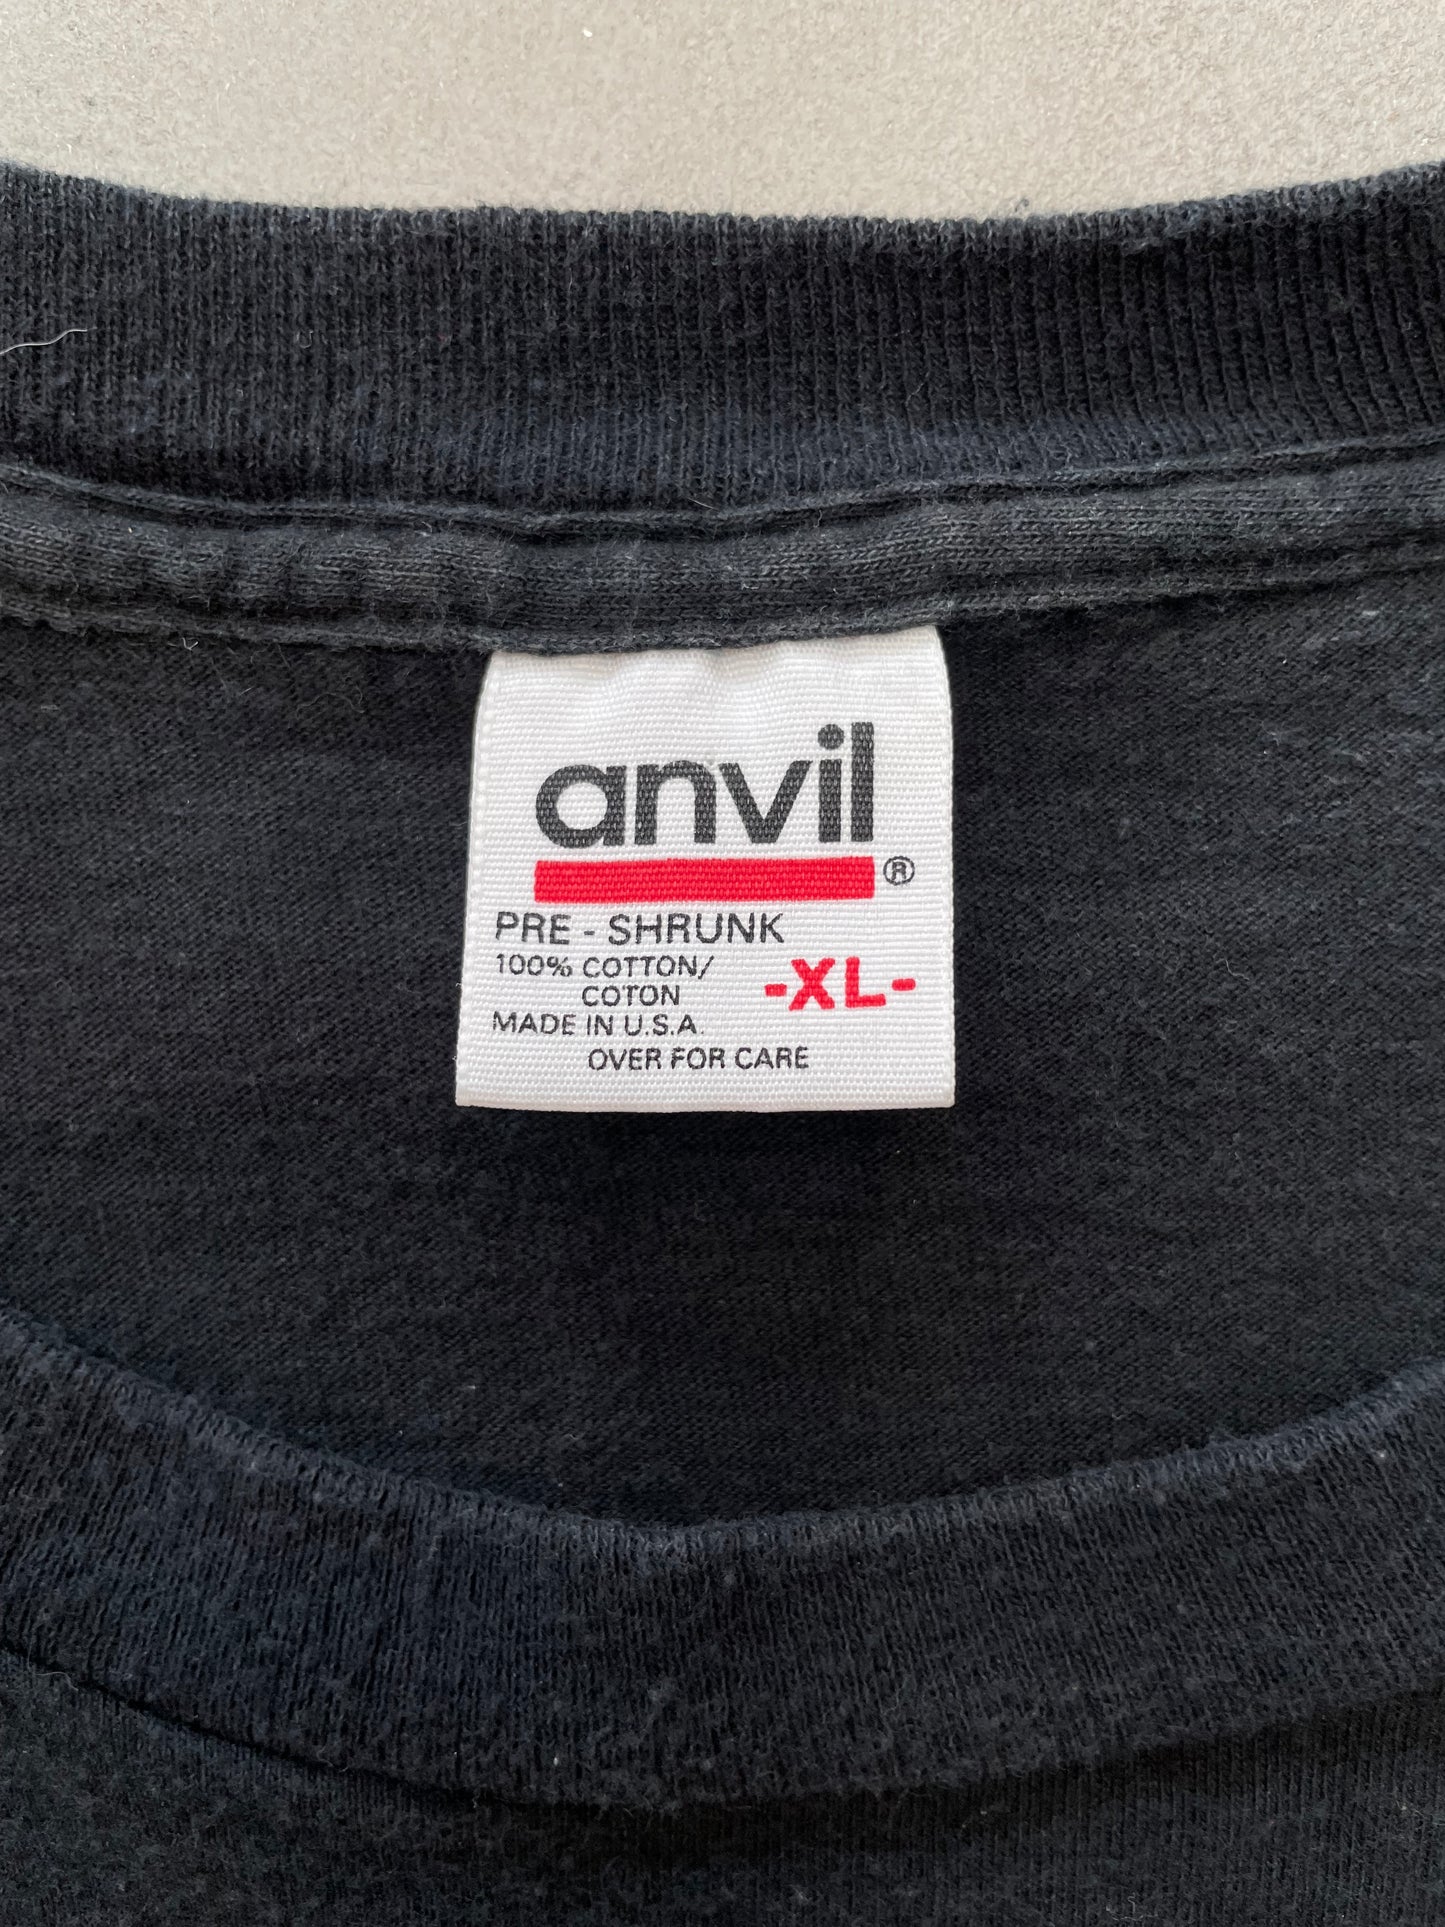 anvil
®
PRE - SHRUNK
100% COTTON/
COTON
-XL-
MADE IN U.S.A.
OVER FOR CARE